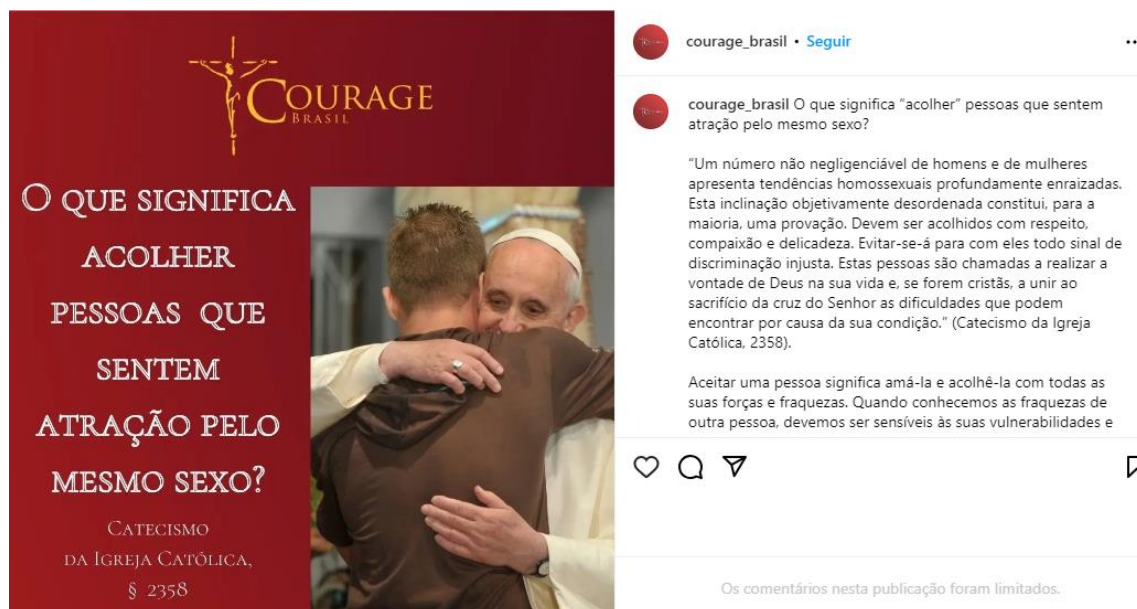 COURAGE
BRASIL
O QUE SIGNIFICA
ACOLHER
PESSOAS QUE
SENTEM
ATRAÇÃO PELO
MESMO SEXO?
CATECISMO
DA IGREJA CATÓLICA,
§ 2358
courage_brasil • Seguir
courage_brasil O que significa “acolher” pessoas que sentem
atração pelo mesmo sexo?
“Um número não negligenciável de homens e de mulheres
apresenta tendências homossexuais profundamente enraizadas.
Esta inclinação objetivamente desordenada constitui, para a
maioria, uma provação. Devem ser acolhidos com respeito,
compaixão e delicadeza. Evitar-se-á para com eles todo sinal de
discriminação injusta. Estas pessoas são chamadas a realizar a
vontade de Deus na sua vida e, se forem cristãs, a unir ao
sacrifício da cruz do Senhor as dificuldades que podem
encontrar por causa da sua condição.” (Catecismo da Igreja
Católica, 2358).
Aceitar uma pessoa significa amá-la e acolhê-la com todas as
suas forças e fraquezas. Quando conhecemos as fraquezas de
outra pessoa, devemos ser sensíveis às suas vulnerabilidades e
Os comentários nesta publicação foram limitados.